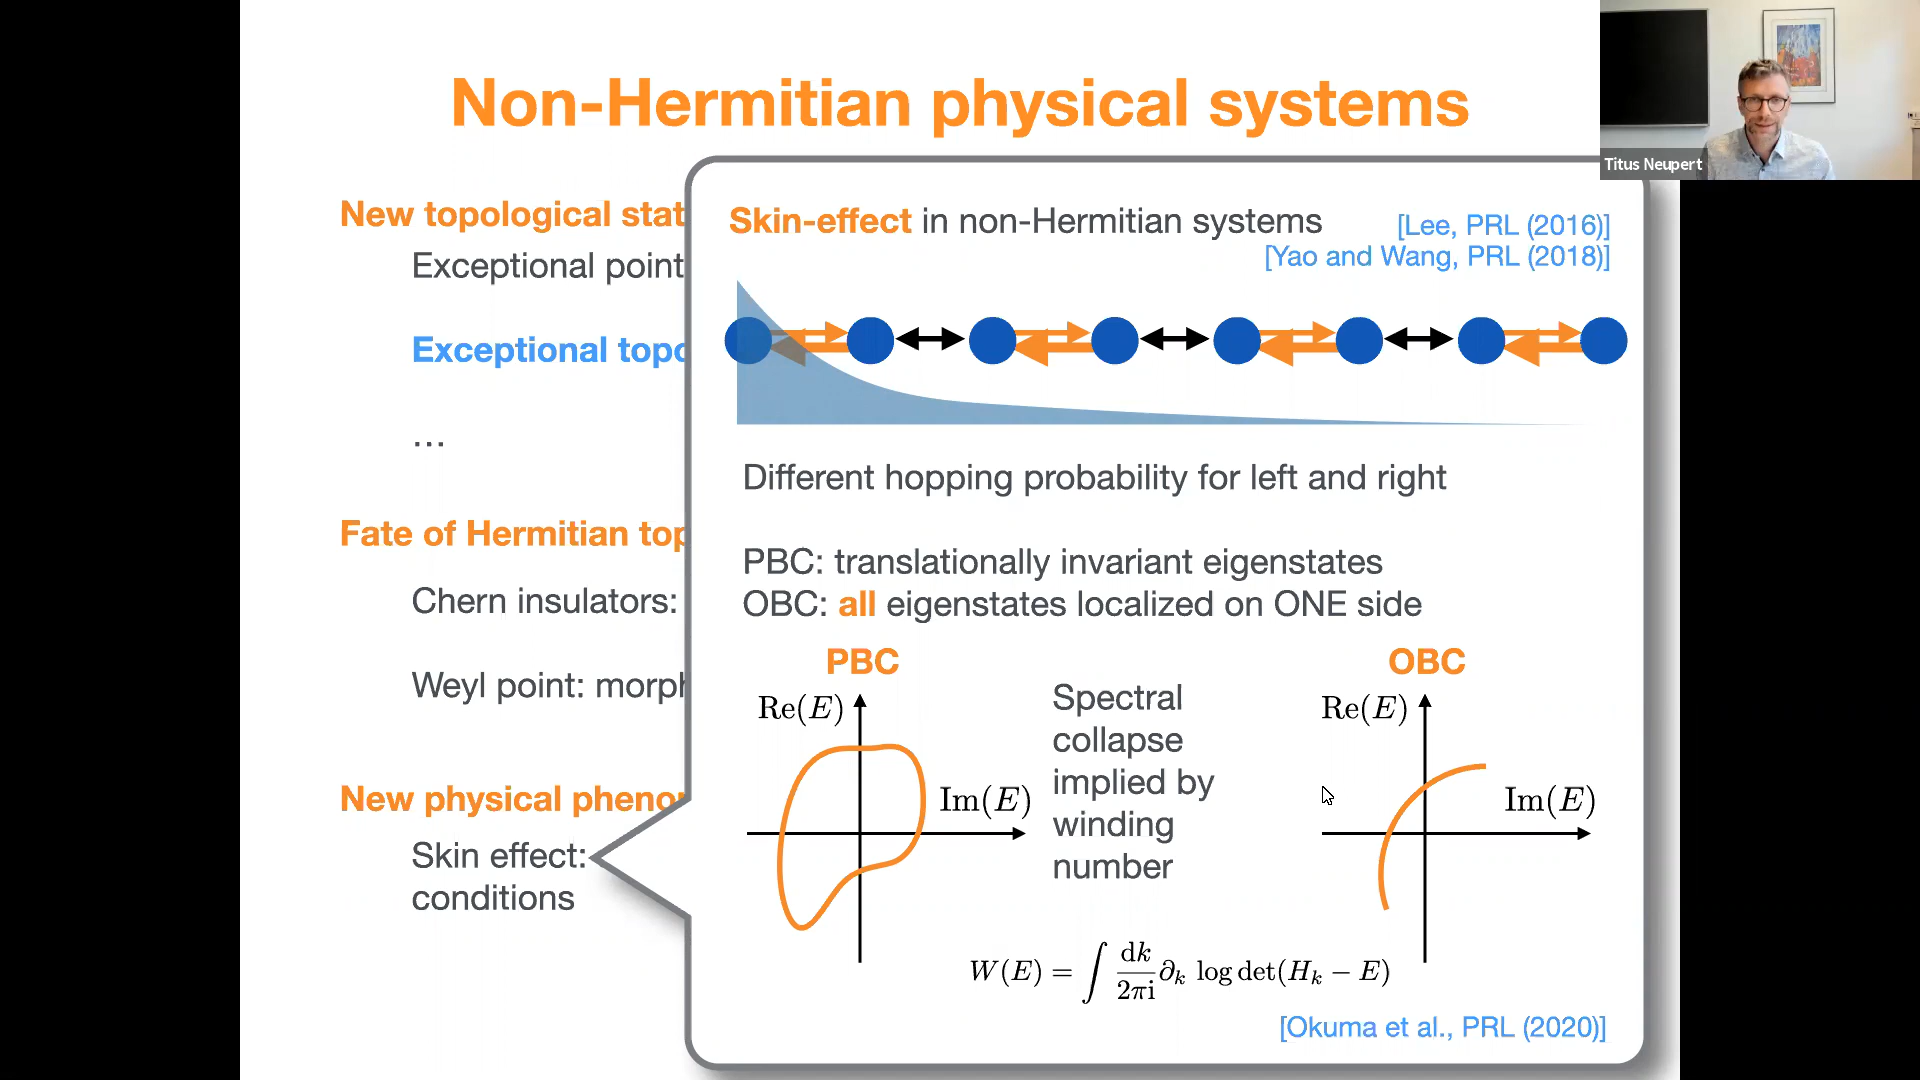 Non-Hermitian physical systems
Titus Neupert
New topological stat
Exceptional point
Exceptional topo
...
Fate of Hermitian top
Chern insulators:
Weyl point: morph
New physical pheno
Skin effect:
conditions
Skin-effect in non-Hermitian systems
[Lee, PRL (2016)]
[Yao and Wang, PRL (2018)]
Different hopping probability for left and right
PBC: translationally invariant eigenstates
OBC: all eigenstates localized on ONE side
PBC
Re(E)
Im(E)
Spectral
collapse
implied by
winding
number
OBC
Re(E)
Im(E)
W(E) = ∫ dk/2πi ∂ₖ log det(Hₖ − E)
[Okuma et al., PRL (2020)]